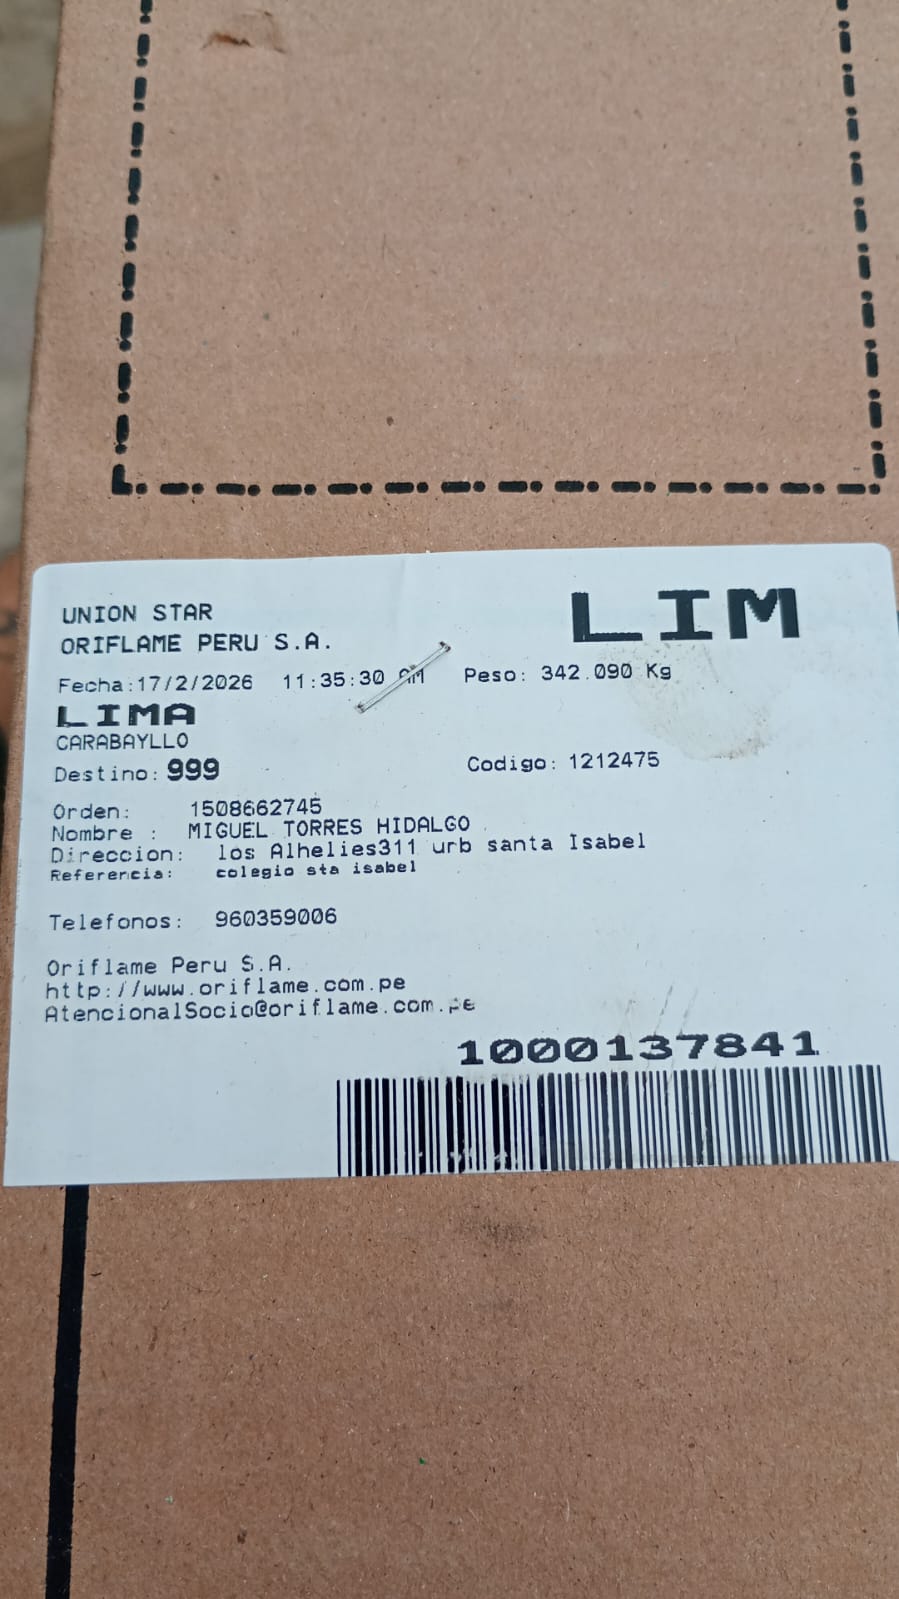 UNION STAR
ORIFLAME PERU S.A.
LIM
Fecha:17/2/2026 11:35:30 AM Peso: 342.090 Kg
LIMA
CARABAYLLO
Destino: 999 Codigo: 1212475
Orden: 1508662745
Nombre : MIGUEL TORRES HIDALGO
Direccion: los Alhelies311 urb santa Isabel
Referencia: colegio sta isabel
Telefonos: 960359006
Oriflame Peru S.A.
http://www.oriflame.com.pe
AtencionalSocio@oriflame.com.pe
1000137841